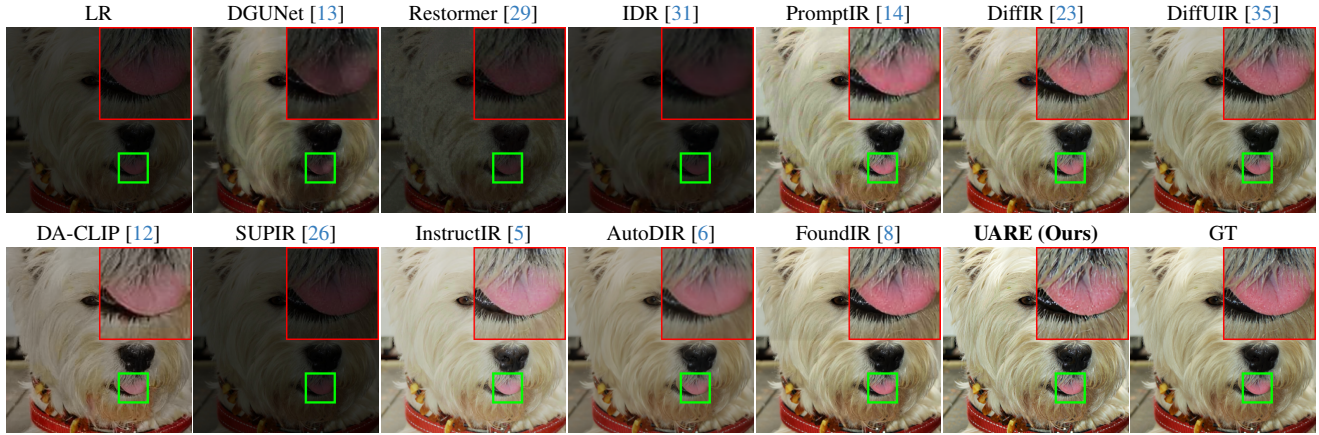 LR DGUNet [13] Restormer [29] IDR [31] PromptIR [14] DiffIR [23] DiffUIR [35]
DA-CLIP [12] SUPIR [26] InstructIR [5] AutoDIR [6] FoundIR [8] UARE (Ours) GT